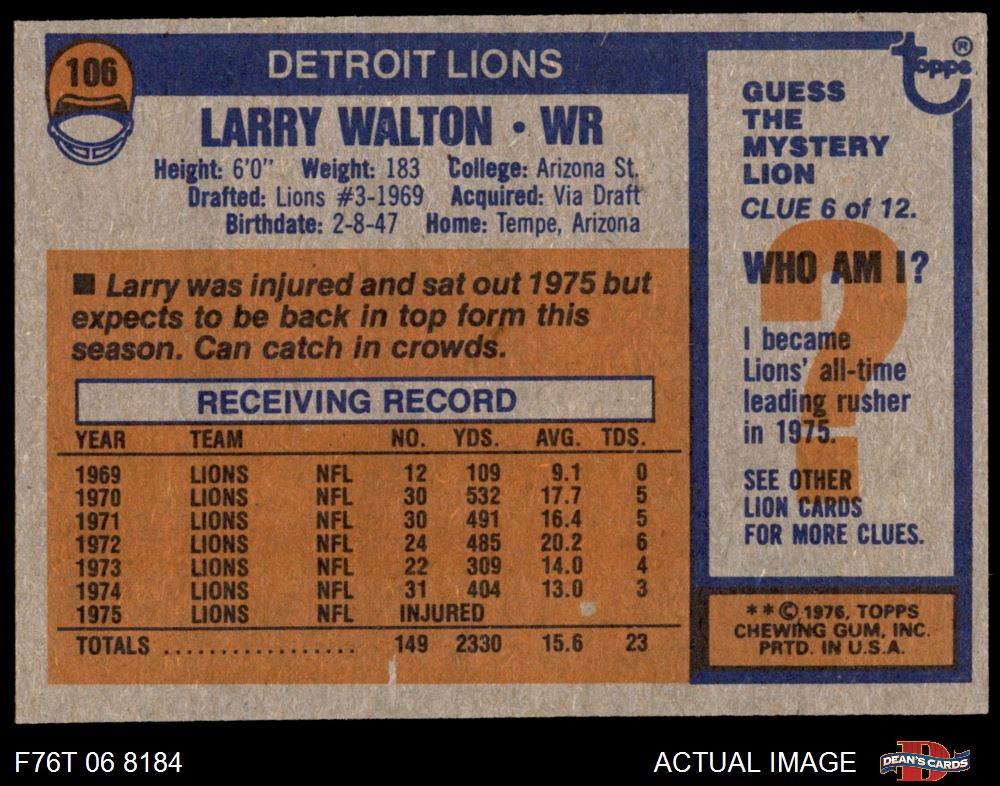 106
DETROIT LIONS
LARRY WALTON • WR
Height: 6'0" Weight: 183 College: Arizona St.
Drafted: Lions #3-1969 Acquired: Via Draft
Birthdate: 2-8-47 Home: Tempe, Arizona
■ Larry was injured and sat out 1975 but
expects to be back in top form this
season. Can catch in crowds.
RECEIVING RECORD
YEAR TEAM NO. YDS. AVG. TDS.
1969 LIONS NFL 12 109 9.1 0
1970 LIONS NFL 30 532 17.7 5
1971 LIONS NFL 30 491 16.4 5
1972 LIONS NFL 24 485 20.2 6
1973 LIONS NFL 22 309 14.0 4
1974 LIONS NFL 31 404 13.0 3
1975 LIONS NFL INJURED
TOTALS ................. 149 2330 15.6 23
topps®
GUESS
THE
MYSTERY
LION
CLUE 6 of 12.
?
WHO AM I?
I became
Lions' all-time
leading rusher
in 1975.
SEE OTHER
LION CARDS
FOR MORE CLUES.
**© 1976, TOPPS
CHEWING GUM, INC.
PRTD. IN U.S.A.
F76T 06 8184
ACTUAL IMAGE
DEAN'S CARDS